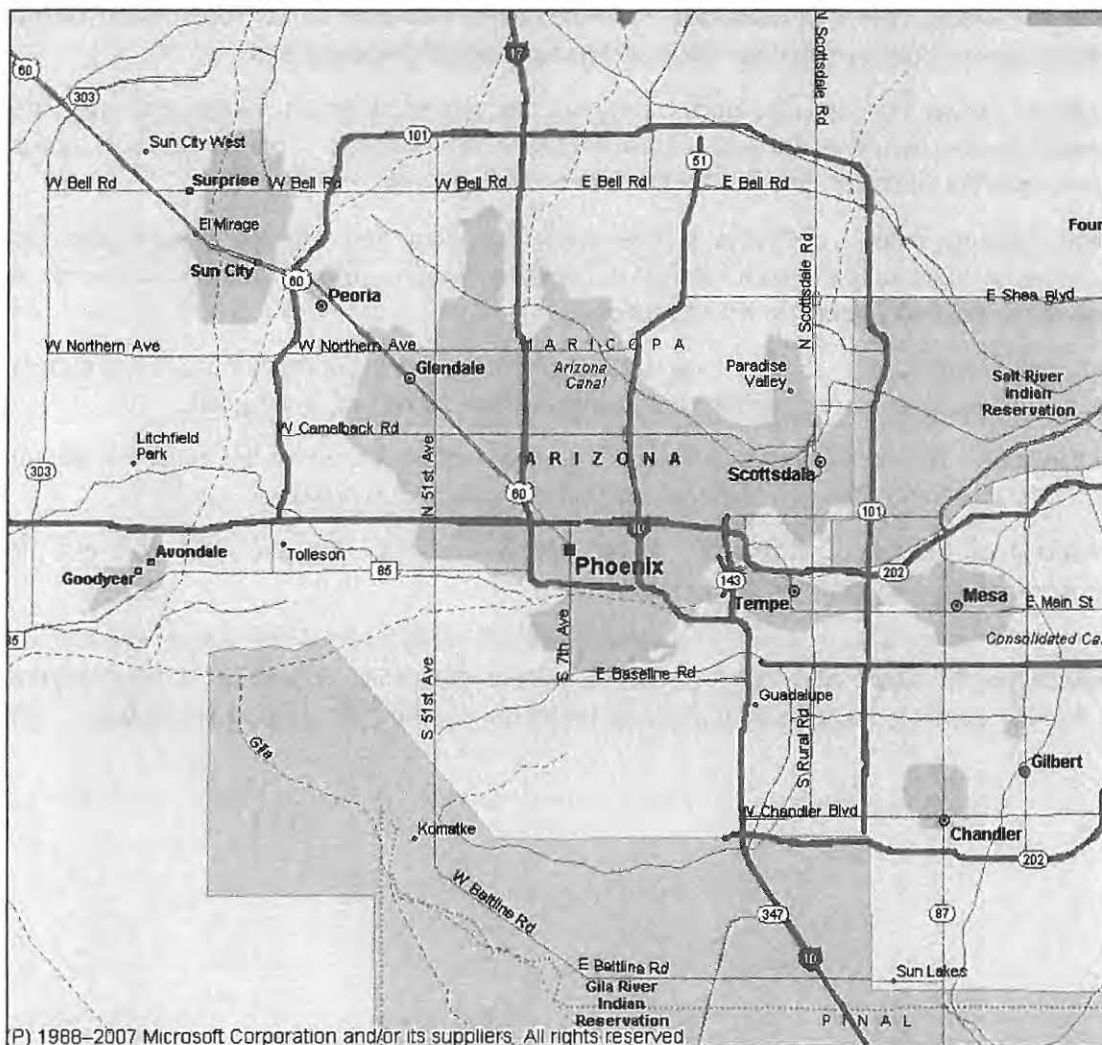 N Scottsdale Rd
60
17
303
101
Sun City West
51
W Bell Rd
W Bell Rd
W Bell Rd
E Bell Rd
E Bell Rd
Surprise
El Mirage
Four
Sun City
60
N Scottsdale Rd
Peoria
E Shea Blvd
W Northern Ave
W Northern Ave
MARICOPA
Glendale
Arizona
Canal
Paradise
Valley
Salt River
Indian
Reservation
W Camelback Rd
Litchfield
Park
N 51st Ave
ARIZONA
Scottsdale
303
60
101
10
Avondale
Tolleson
Phoenix
Goodyear
85
143
202
Tempe
Mesa
E Main St
85
S 7th Ave
Consolidated Ca
S 51st Ave
E Baseline Rd
Guadalupe
Gila
S Rural Rd
Gilbert
W Chandler Blvd
Komatke
Chandler
202
W Beltline Rd
347
87
10
E Beltline Rd
Sun Lakes
Gila River
Indian
Reservation
PINAL
(P) 1988–2007 Microsoft Corporation and/or its suppliers. All rights reserved